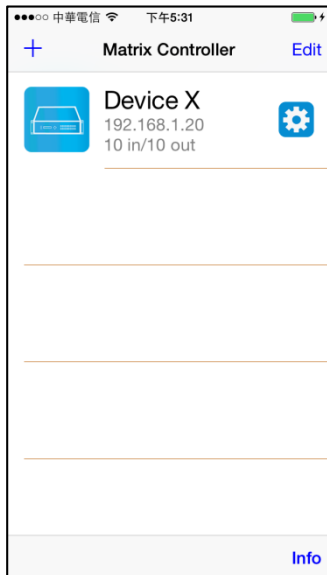 中華電信 下午5:31
+ Matrix Controller Edit
Device X
192.168.1.20
10 in/10 out
Info